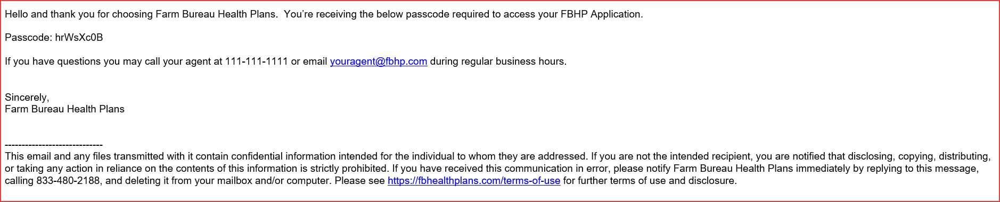 Hello and thank you for choosing Farm Bureau Health Plans.  You’re receiving the below passcode required to access your FBHP Application.
Passcode: hrWsXc0B
If you have questions you may call your agent at 111-111-1111 or email youragent@fbhp.com during regular business hours.
Sincerely,
Farm Bureau Health Plans
-----------------------------
This email and any files transmitted with it contain confidential information intended for the individual to whom they are addressed. If you are not the intended recipient, you are notified that disclosing, copying, distributing,
or taking any action in reliance on the contents of this information is strictly prohibited. If you have received this communication in error, please notify Farm Bureau Health Plans immediately by replying to this message,
calling 833-480-2188, and deleting it from your mailbox and/or computer. Please see https://fbhealthplans.com/terms-of-use for further terms of use and disclosure.